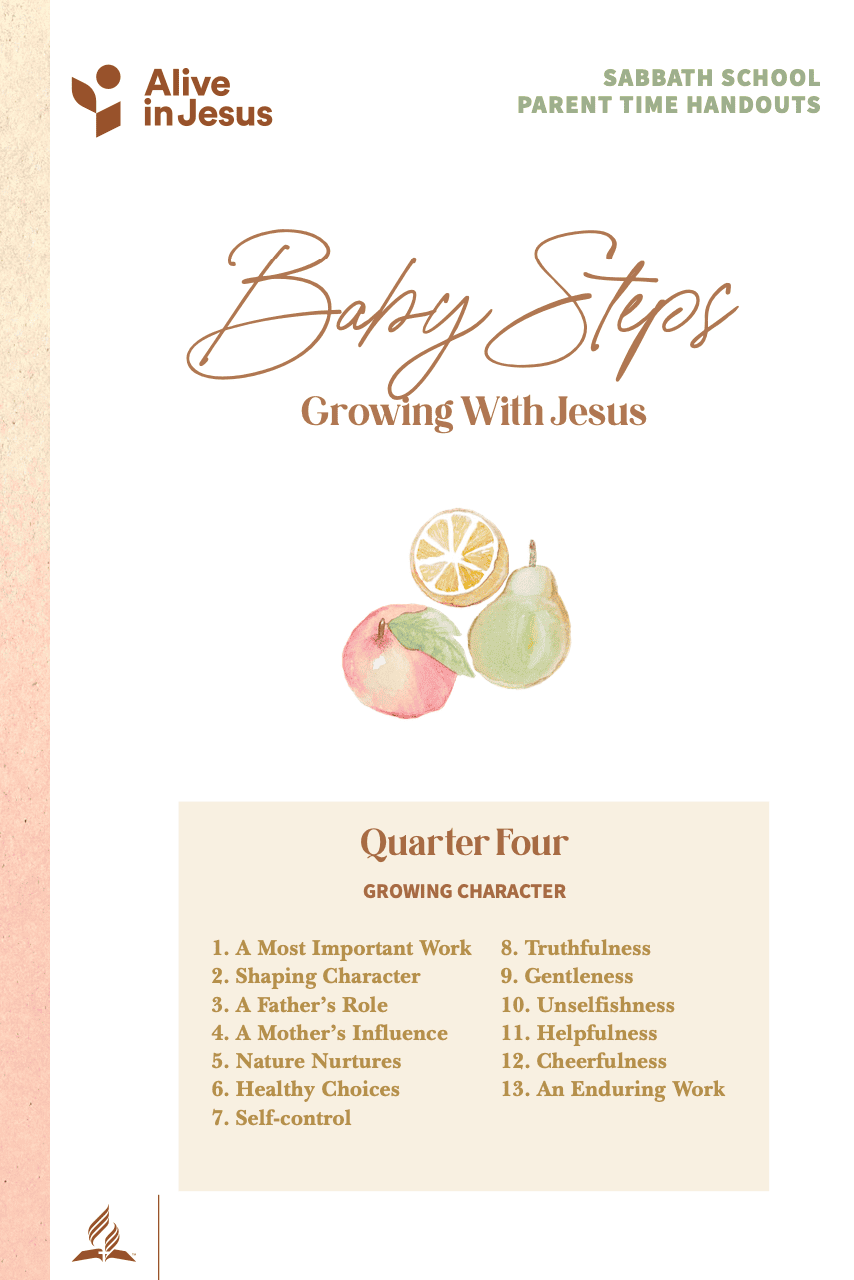 Alive
in Jesus
SABBATH SCHOOL
PARENT TIME HANDOUTS
Baby Steps
Growing With Jesus
Quarter Four
GROWING CHARACTER
1. A Most Important Work
2. Shaping Character
3. A Father’s Role
4. A Mother’s Influence
5. Nature Nurtures
6. Healthy Choices
7. Self-control
8. Truthfulness
9. Gentleness
10. Unselfishness
11. Helpfulness
12. Cheerfulness
13. An Enduring Work